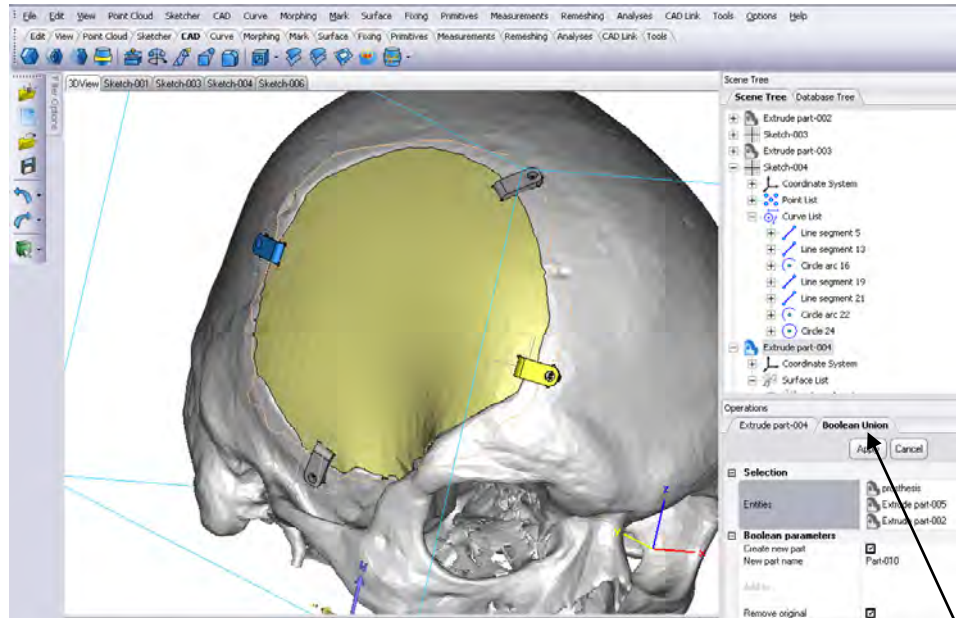 File Edit View Point Cloud Sketcher CAD Curve Morphing Mark Surface Fixing Primitives Measurements Remeshing Analyses CAD Link Tools Options Help
Edit View Point Cloud Sketcher CAD Curve Morphing Mark Surface Fixing Primitives Measurements Remeshing Analyses CAD Link Tools
3DView Sketch-001 Sketch-003 Sketch-004 Sketch-006
Filter Options
Scene Tree
Scene Tree Database Tree
Extrude part-002
Sketch-003
Extrude part-003
Sketch-004
Coordinate System
Point List
Curve List
Line segment 5
Line segment 13
Circle arc 16
Line segment 19
Line segment 21
Circle arc 22
Circle 24
Extrude part-004
Coordinate System
Surface List
Operations
Extrude part-004 Boolean Union
Apply Cancel
Selection
Entities
prosthesis
Extrude part-005
Extrude part-002
Boolean parameters
Create new part
New part name Part-010
Add to
Remove original
z
y
x